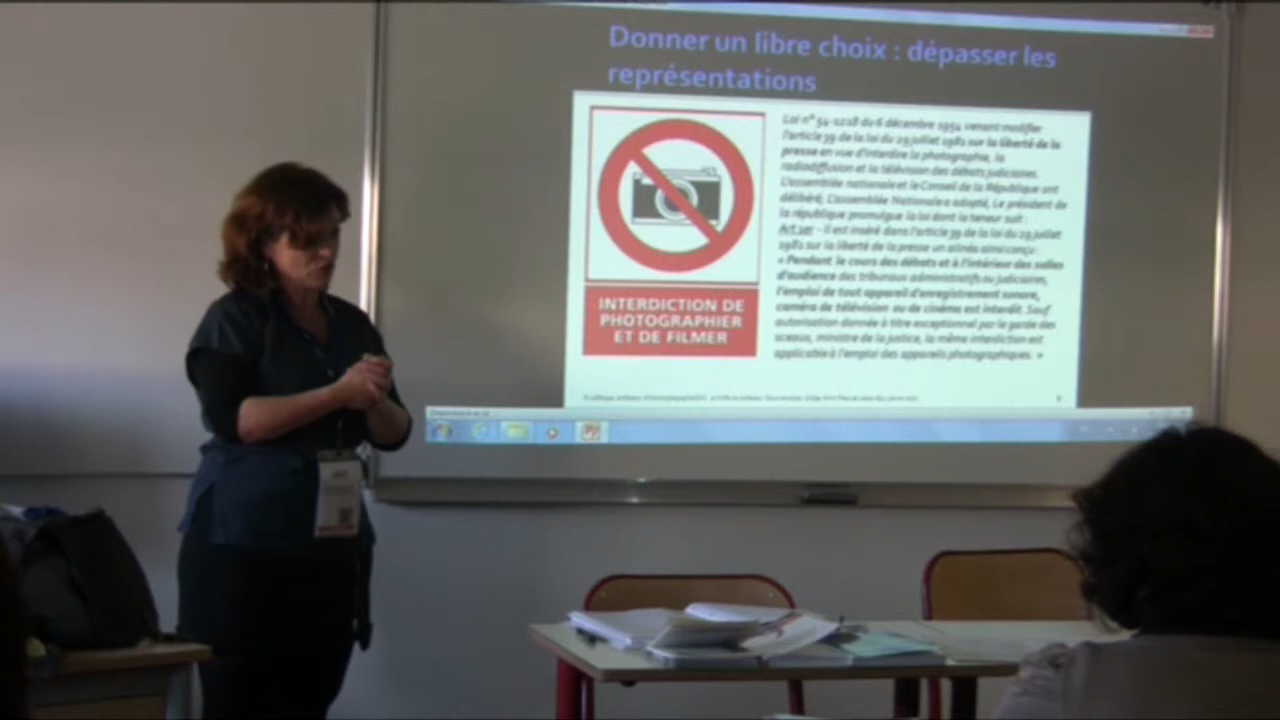 Donner un libre choix : dépasser les
représentations
INTERDICTION DE
PHOTOGRAPHIER
ET DE FILMER
Loi n° 54-1218 du 6 décembre 1954 venant modifier
l'article 39 de la loi du 29 juillet 1981 sur la liberté de la
presse en vue d'interdire la photographie, la
radiodiffusion et la télévision des débats judiciaires.
L'assemblée nationale et le Conseil de la République ont
délibéré, L'assemblée Nationale a adopté, Le président de
la république promulgue la loi dont la teneur suit :
Art 1er - il est inséré dans l'article 39 de la loi du 29 juillet
1981 sur la liberté de la presse un alinéa ainsi conçu :
« Pendant le cours des débats et à l'intérieur des salles
d'audience des tribunaux administratifs ou judiciaires,
l'emploi de tout appareil d'enregistrement sonore,
caméra de télévision ou de cinéma est interdit. Sauf
autorisation donnée à titre exceptionnel par le garde des
sceaux, ministre de la justice, la même interdiction est
applicable à l'emploi des appareils photographiques. »